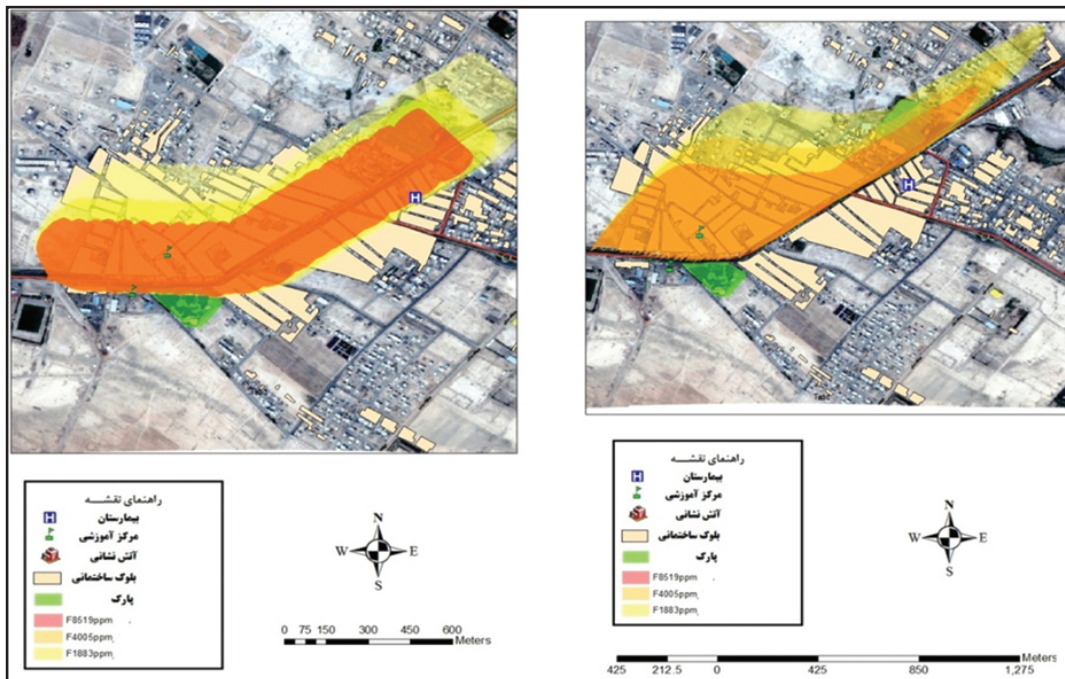 H
H
راهنمای نقشـــه
H بیمارستان
مرکز آموزشی
آتش نشانی
بلوک ساختمانی
پارک
F8519ppm
F4005ppm
F1883ppm
N
W E
S
0 75 150 300 450 600
Meters
راهنمای نقشـــه
H بیمارستان
مرکز آموزشی
آتش نشانی
بلوک ساختمانی
پارک
F8519ppm
F4005ppm
F1883ppm
N
W E
S
425 212.5 0 425 850 1,275
Meters